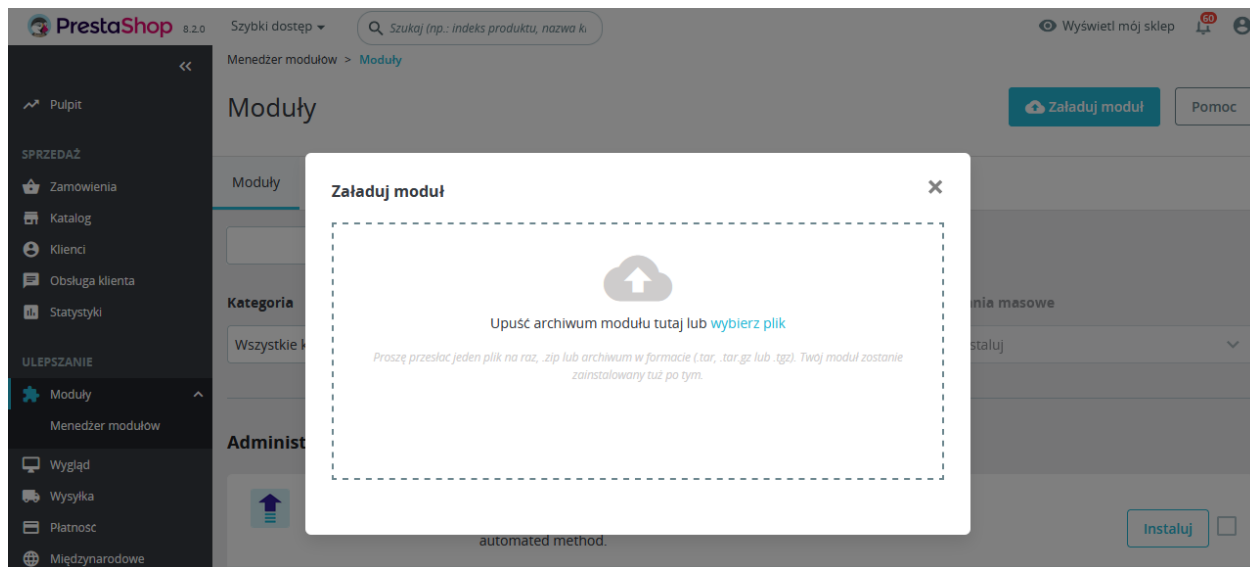 PrestaShop 8.2.0
Szybki dostęp
Szukaj (np.: indeks produktu, nazwa kl
Wyświetl mój sklep
60
Menedżer modułów > Moduły
Pulpit
Moduły
Załaduj moduł
Pomoc
SPRZEDAŻ
Zamówienia
Katalog
Klienci
Obsługa klienta
Statystyki
ULEPSZANIE
Moduły
Menedżer modułów
Wygląd
Wysyłka
Płatność
Międzynarodowe
Moduły
Kategoria
nia masowe
Wszystkie k
staluj
Administ
automated method.
Instaluj
Załaduj moduł
Upuść archiwum modułu tutaj lub wybierz plik
Proszę przesłać jeden plik na raz, .zip lub archiwum w formacie (.tar, .tar.gz lub .tgz). Twój moduł zostanie
zainstalowany tuż po tym.